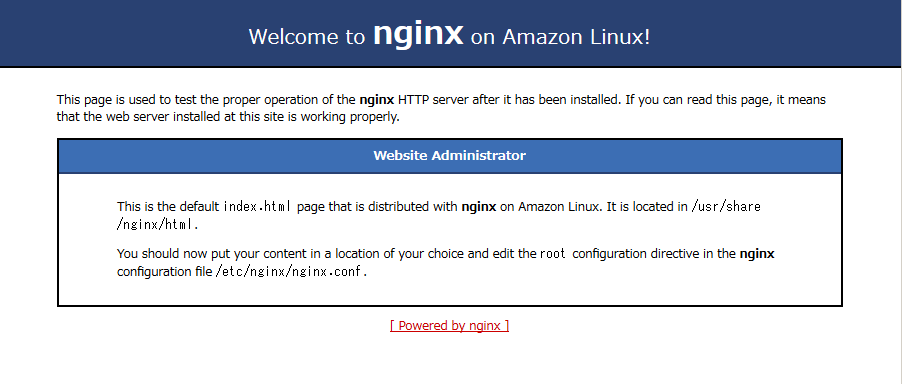 Welcome to nginx on Amazon Linux!
This page is used to test the proper operation of the nginx HTTP server after it has been installed. If you can read this page, it means
that the web server installed at this site is working properly.
Website Administrator
This is the default index.html page that is distributed with nginx on Amazon Linux. It is located in /usr/share
/nginx/html.
You should now put your content in a location of your choice and edit the root configuration directive in the nginx
configuration file /etc/nginx/nginx.conf.
[ Powered by nginx ]